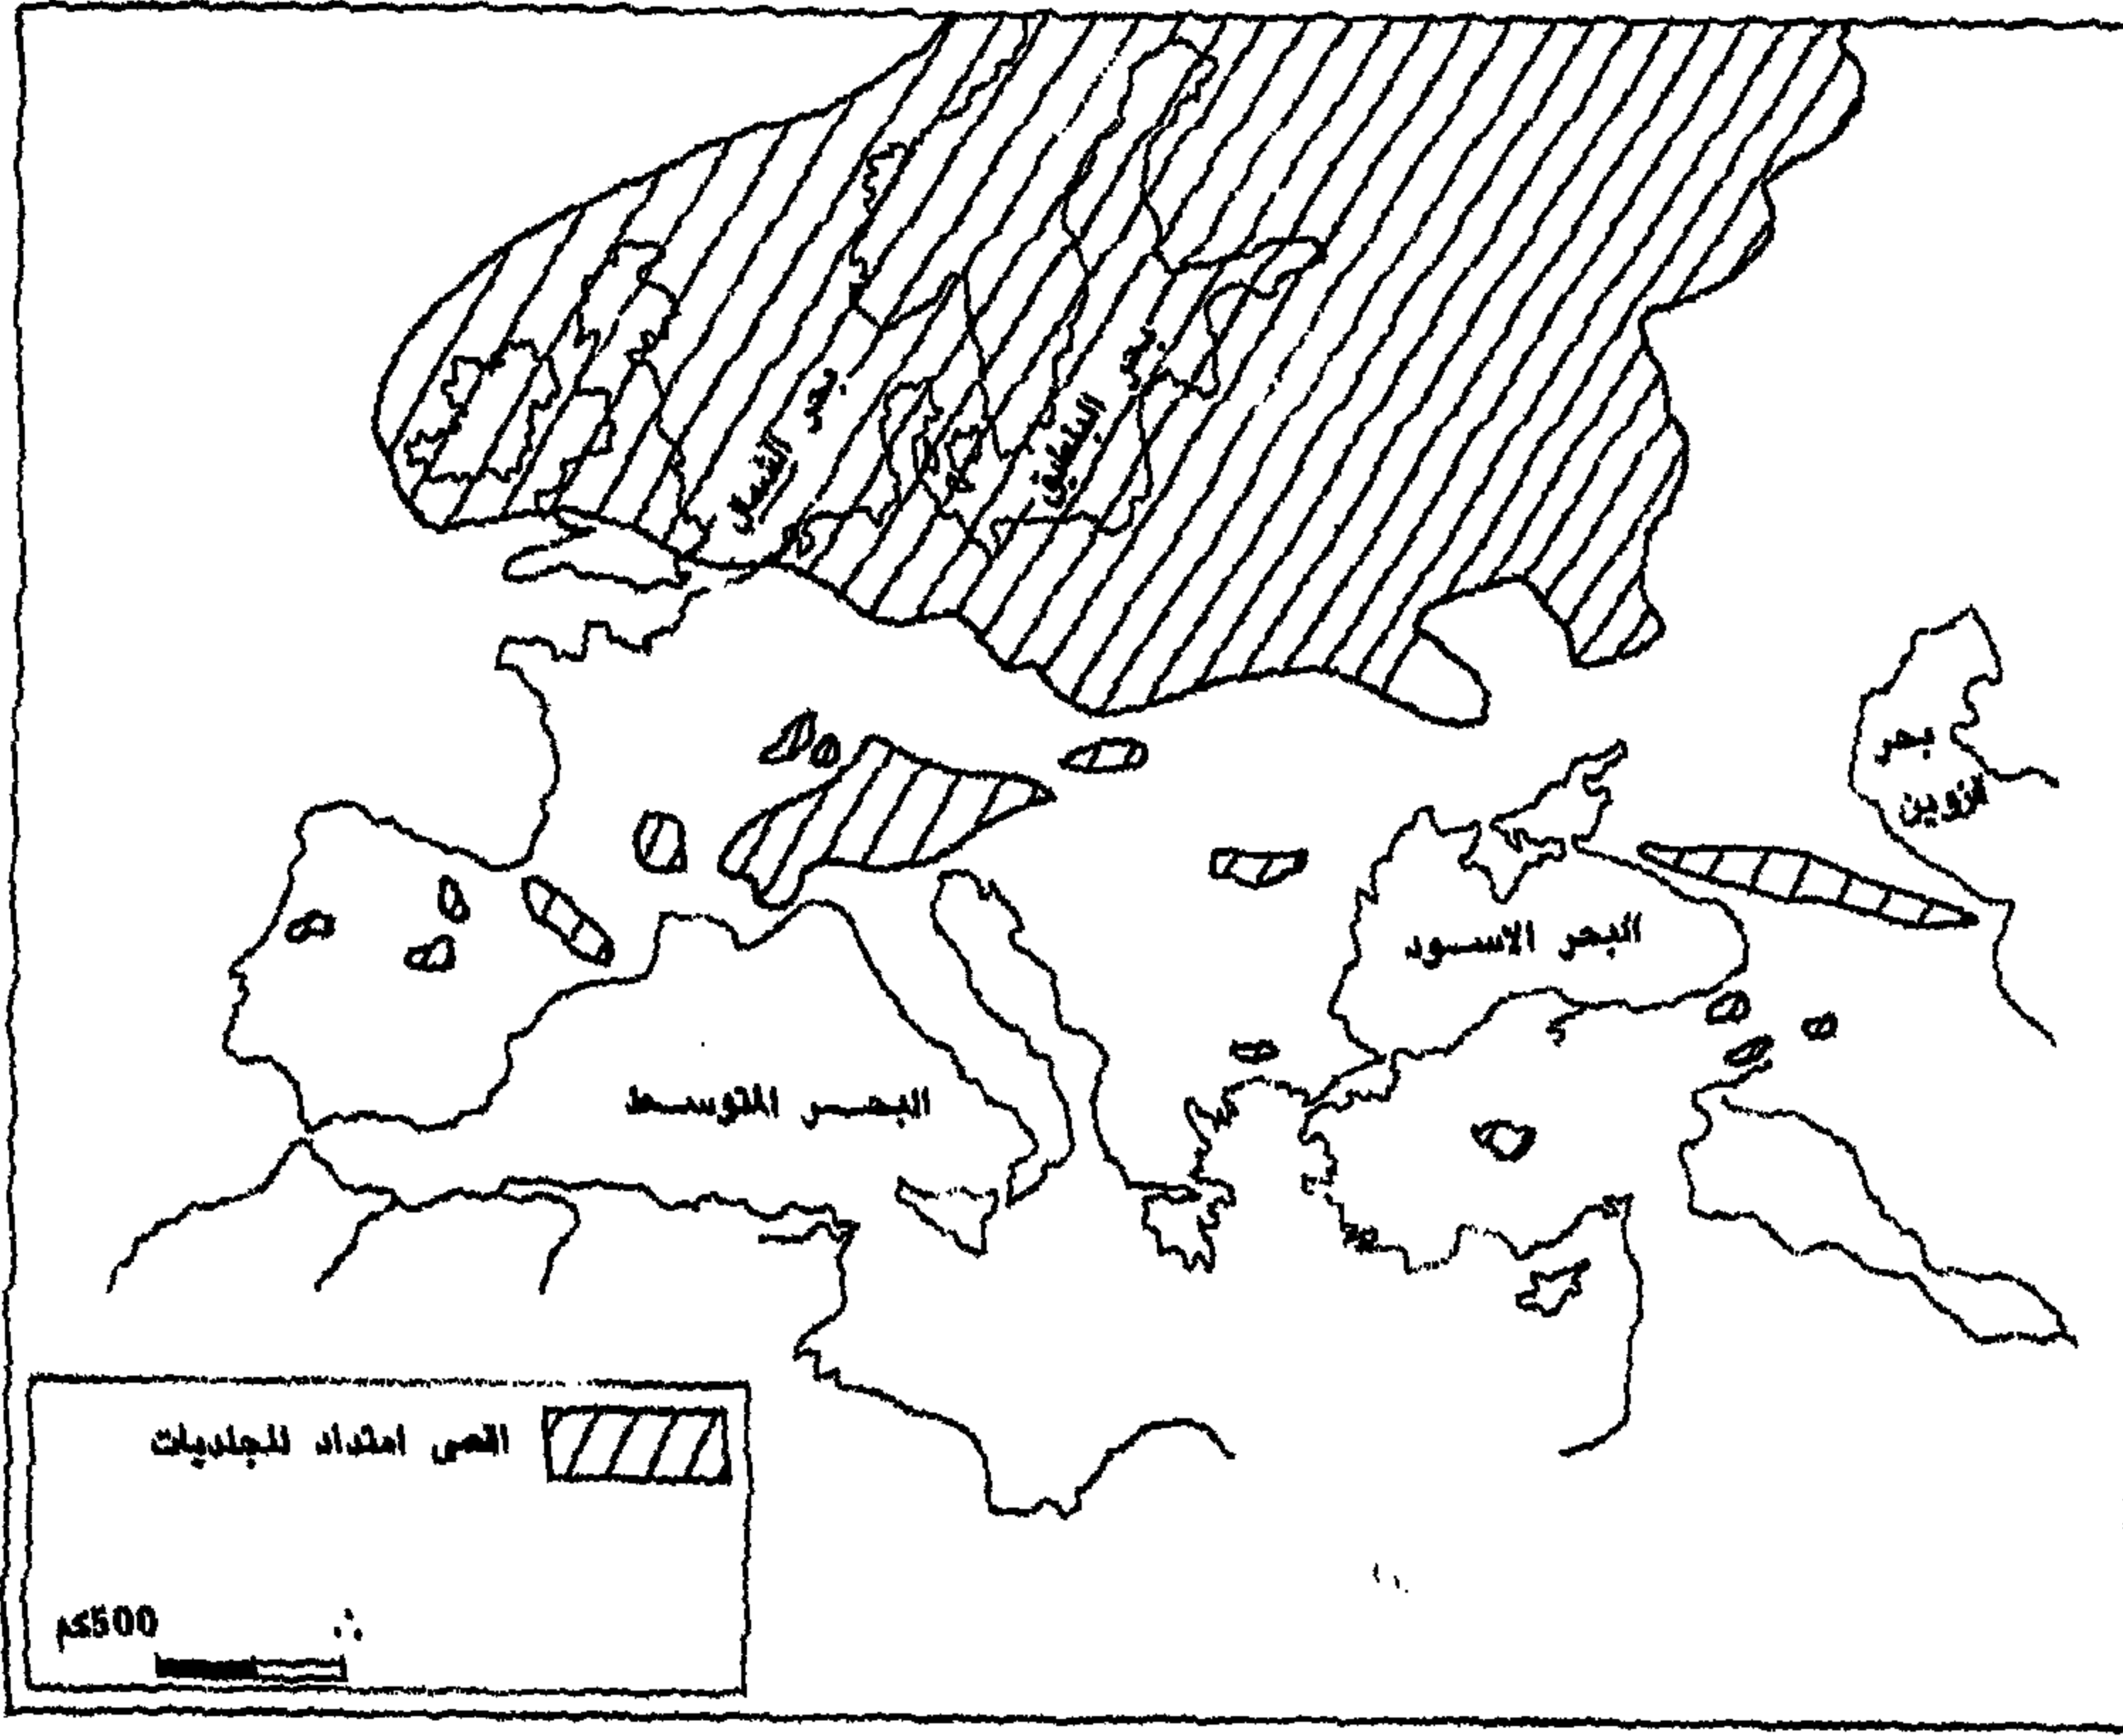 بحر
الشمال
بحر
البلطيق
بحر
قزوين
البحر الاسود
البحر المتوسط
اقصى امتداد للجليديات
500كم